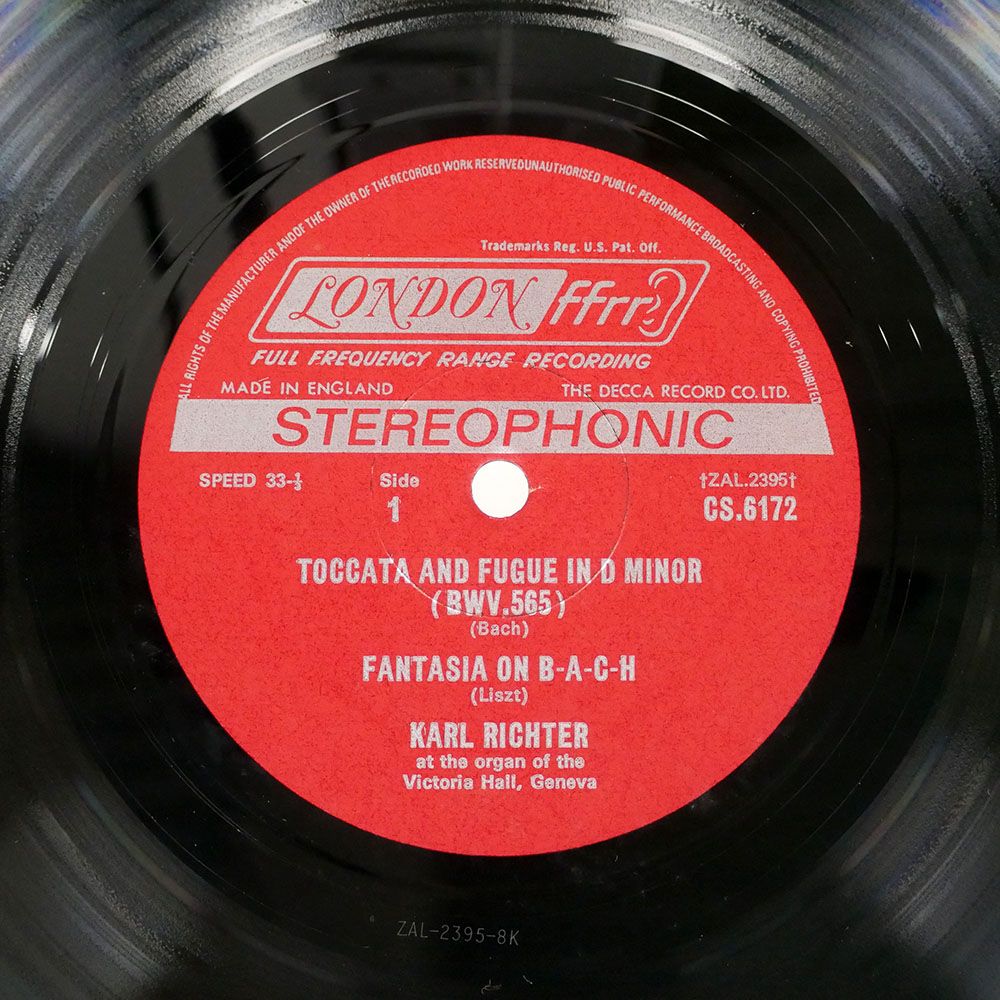 ALL RIGHTS OF THE MANUFACTURER AND OF THE OWNER OF THE RECORDED WORK RESERVED UNAUTHORISED PUBLIC PERFORMANCE BROADCASTING AND COPYING PROHIBITED
Trademarks Reg. U.S. Pat. Off.
LONDON ffrr
FULL FREQUENCY RANGE RECORDING
MADE IN ENGLAND THE DECCA RECORD CO. LTD.
STEREOPHONIC
SPEED 33-⅓ Side †ZAL.2395†
1 CS.6172
TOCCATA AND FUGUE IN D MINOR
(BWV.565)
(Bach)
FANTASIA ON B-A-C-H
(Liszt)
KARL RICHTER
at the organ of the
Victoria Hall, Geneva
ZAL-2395-8K